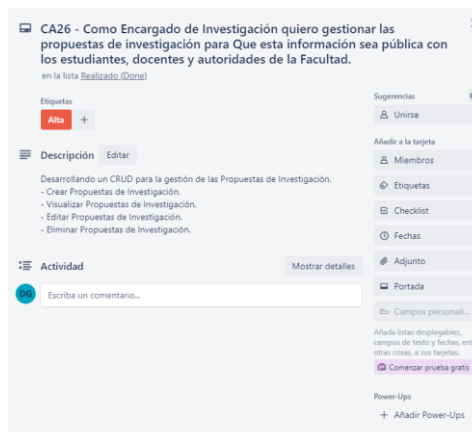 CA26 - Como Encargado de Investigación quiero gestionar las
propuestas de investigación para Que esta información sea pública con
los estudiantes, docentes y autoridades de la Facultad.
en la lista Realizado (Done)
Etiquetas
Alta +
Descripción Editar
Desarrollando un CRUD para la gestión de las Propuestas de Investigación.
- Crear Propuestas de Investigación.
- Visualizar Propuestas de Investigación.
- Editar Propuestas de Investigación.
- Eliminar Propuestas de Investigación.
Actividad Mostrar detalles
DG Escriba un comentario...
Sugerencias
Unirse
Añadir a la tarjeta
Miembros
Etiquetas
Checklist
Fechas
Adjunto
Portada
Campos personali...
Añada listas desplegables,
campos de texto y fechas, ent
otras cosas, a sus tarjetas.
Comenzar prueba gratis
Power-Ups
+ Añadir Power-Ups